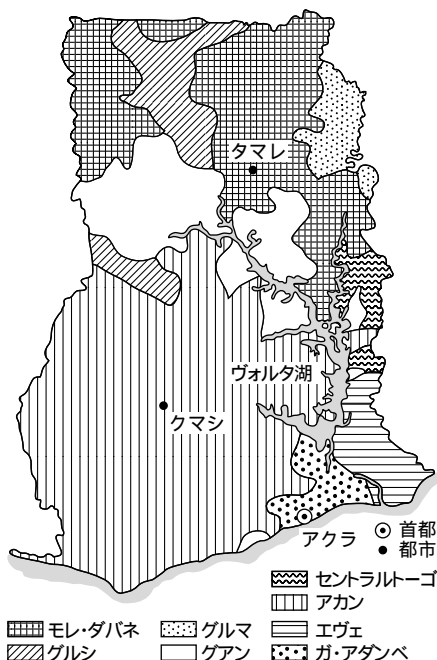 タマレ
ヴォルタ湖
クマシ
アクラ
首都
都市
セントラルトーゴ
アカン
モレ・ダバネ
グルマ
エヴェ
グルシ
グアン
ガ・アダンベ